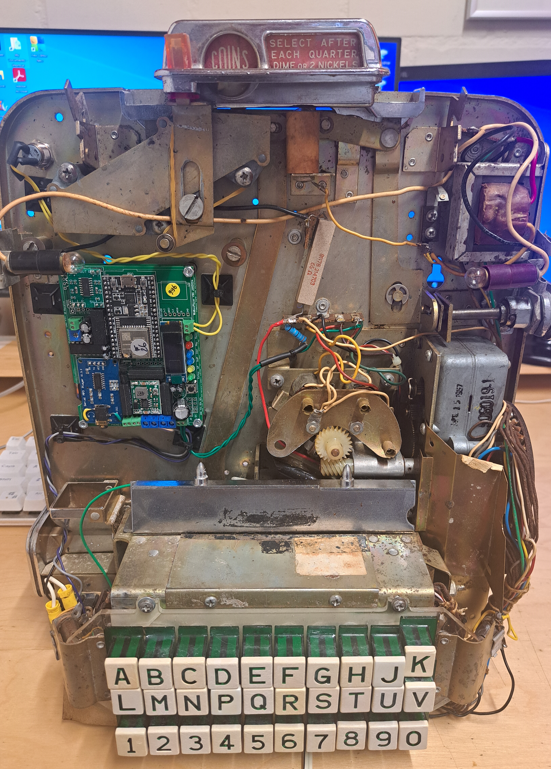 COINS
SELECT AFTER
EACH QUARTER
DIME or 2 NICKELS
A B C D E F G H J K
L M N P Q R S T U V
1 2 3 4 5 6 7 8 9 0